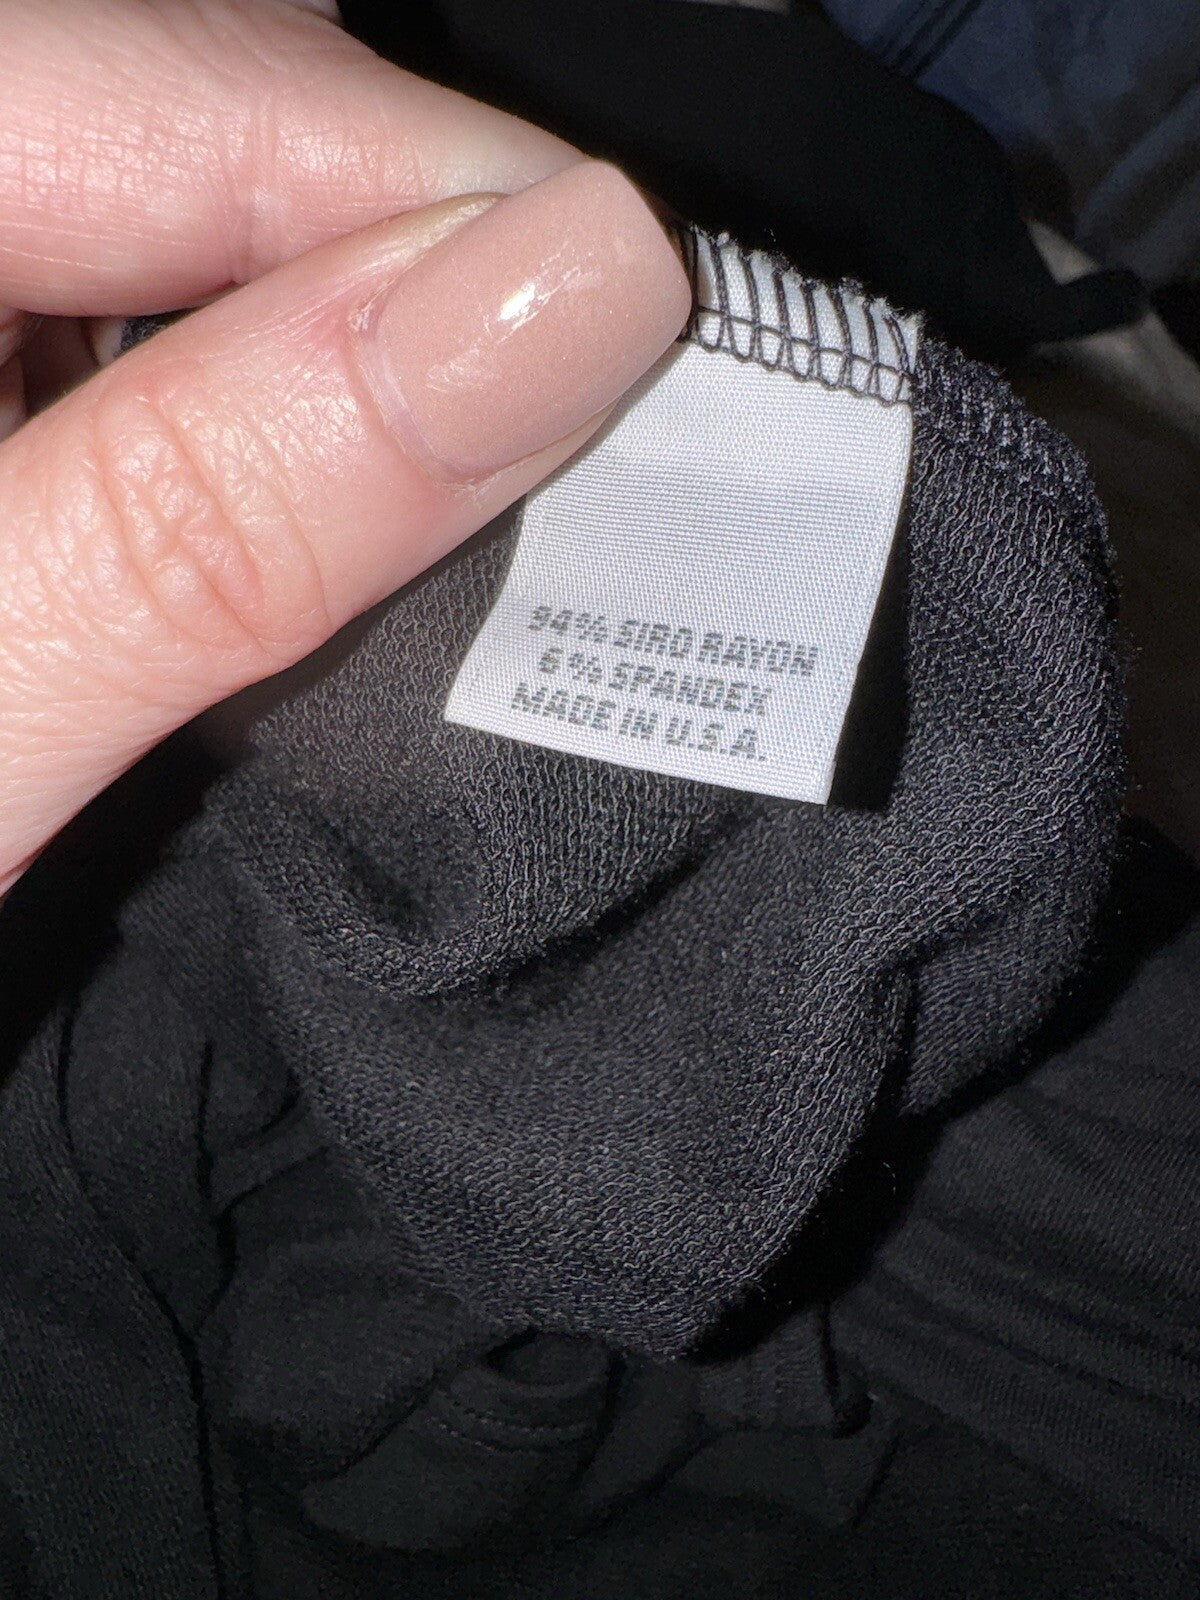 94% SIRO RAYON
6% SPANDEX
MADE IN U.S.A.